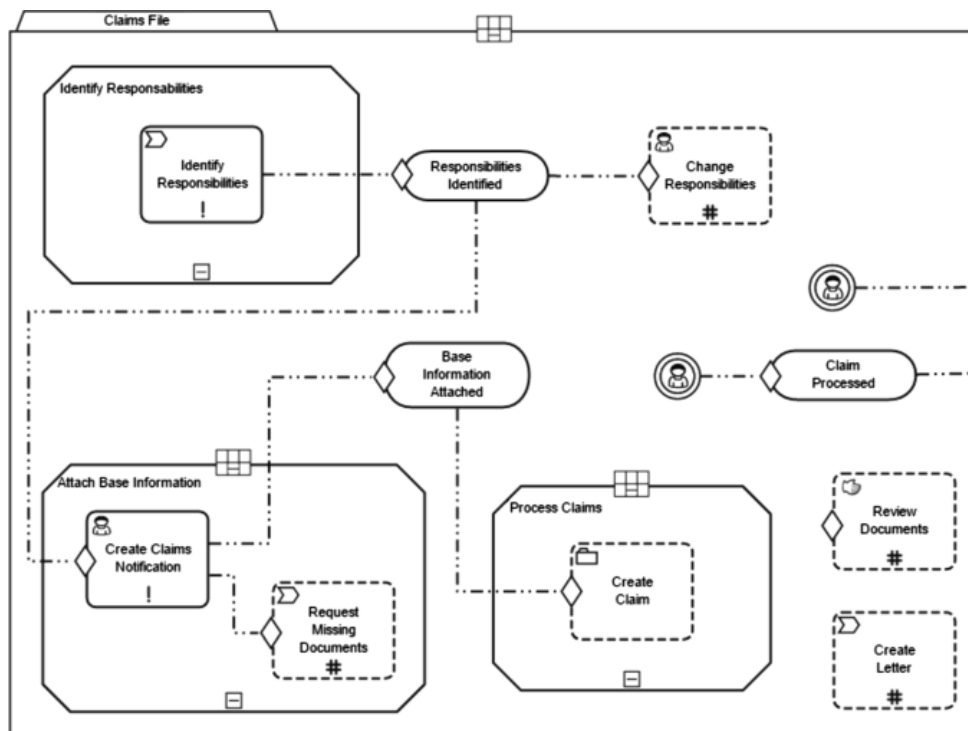 Claims File
Identify Responsabilities
Identify
Responsibilities
!
Responsibilities
Identified
Change
Responsibilities
#
Base
Information
Attached
Claim
Processed
Attach Base Information
Create Claims
Notification
!
Request
Missing
Documents
#
Process Claims
Create
Claim
Review
Documents
#
Create
Letter
#